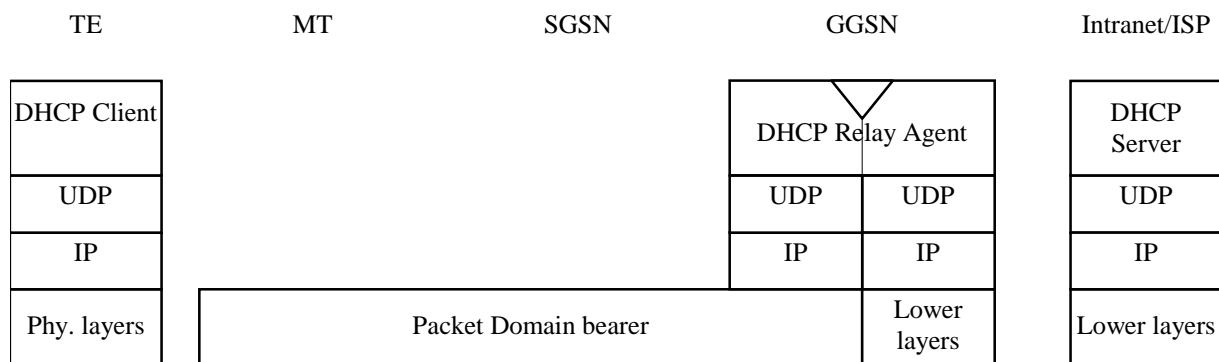 TE MT SGSN GGSN Intranet/ISP
DHCP Client
DHCP Relay Agent
DHCP
Server
UDP UDP UDP UDP
IP IP IP IP
Phy. layers Packet Domain bearer
Lower
layers
Lower layers